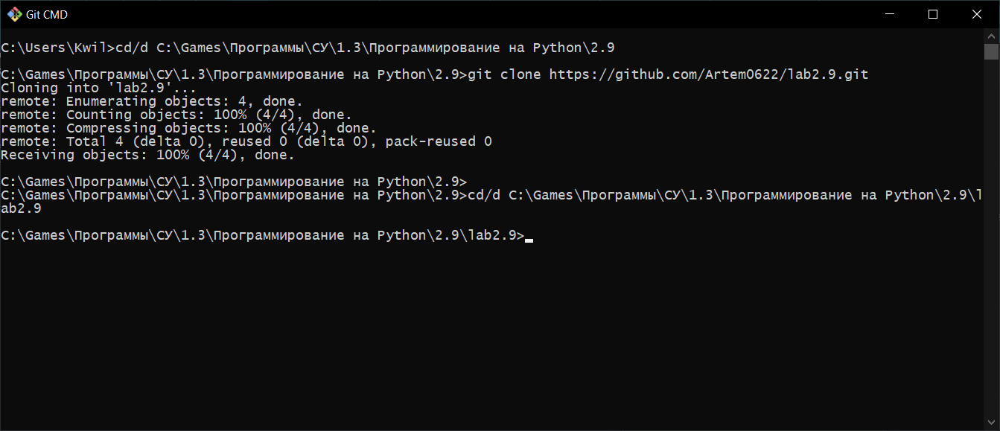 Git CMD
C:\Users\Kwil>cd/d C:\Games\Программы\СУ\1.3\Программирование на Python\2.9
C:\Games\Программы\СУ\1.3\Программирование на Python\2.9>git clone https://github.com/Artem0622/lab2.9.git
Cloning into 'lab2.9'...
remote: Enumerating objects: 4, done.
remote: Counting objects: 100% (4/4), done.
remote: Compressing objects: 100% (4/4), done.
remote: Total 4 (delta 0), reused 0 (delta 0), pack-reused 0
Receiving objects: 100% (4/4), done.
C:\Games\Программы\СУ\1.3\Программирование на Python\2.9>
C:\Games\Программы\СУ\1.3\Программирование на Python\2.9>cd/d C:\Games\Программы\СУ\1.3\Программирование на Python\2.9\l
ab2.9
C:\Games\Программы\СУ\1.3\Программирование на Python\2.9\lab2.9>